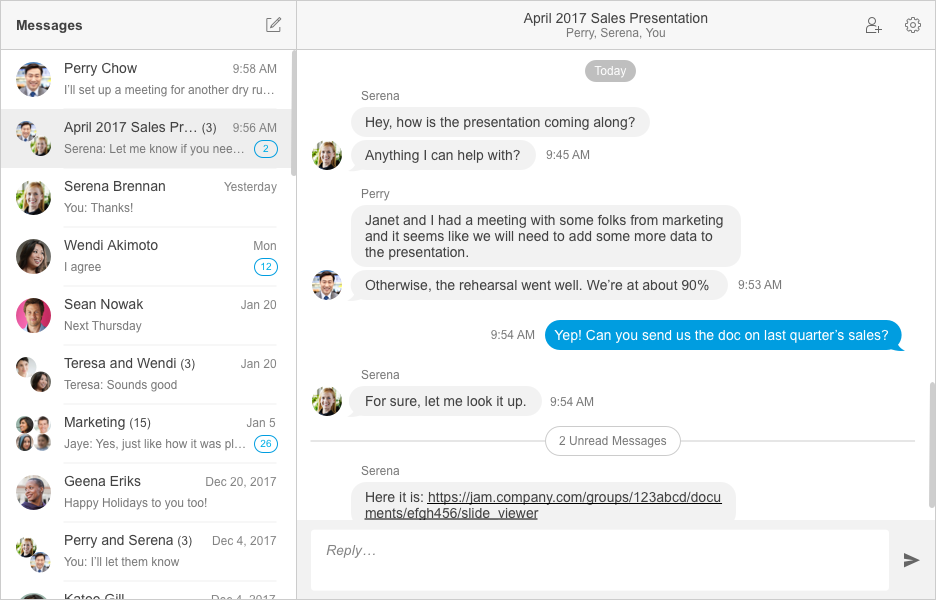 Messages
Perry Chow
9:58 AM
I’ll set up a meeting for another dry ru…
April 2017 Sales Pr… (3)
9:56 AM
Serena: Let me know if you nee…
2
Serena Brennan
Yesterday
You: Thanks!
Wendi Akimoto
Mon
I agree
12
Sean Nowak
Jan 20
Next Thursday
Teresa and Wendi (3)
Jan 20
Teresa: Sounds good
Marketing (15)
Jan 5
Jaye: Yes, just like how it was pl…
26
Geena Eriks
Dec 20, 2017
Happy Holidays to you too!
Perry and Serena (3)
Dec 4, 2017
You: I’ll let them know
Dec 4, 2017
April 2017 Sales Presentation
Perry, Serena, You
Today
Serena
Hey, how is the presentation coming along?
Anything I can help with?
9:45 AM
Perry
Janet and I had a meeting with some folks from marketing
and it seems like we will need to add some more data to
the presentation.
Otherwise, the rehearsal went well. We’re at about 90%
9:53 AM
9:54 AM
Yep! Can you send us the doc on last quarter’s sales?
Serena
For sure, let me look it up.
9:54 AM
2 Unread Messages
Serena
Here it is: https://jam.company.com/groups/123abcd/docu
ments/efgh456/slide_viewer
Reply…